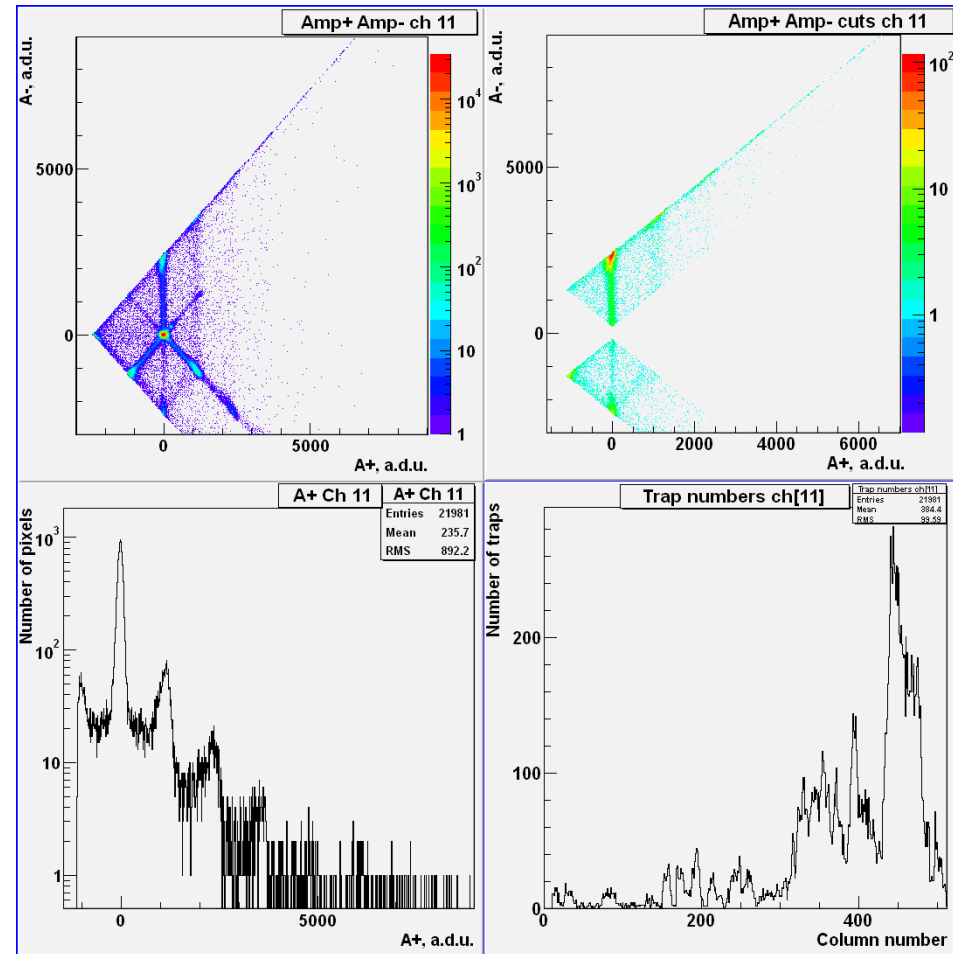 Amp+ Amp- ch 11
A-, a.d.u.
5000
0
0
5000
A+, a.d.u.
10^4
10^3
10^2
10
1
Amp+ Amp- cuts ch 11
A-, a.d.u.
5000
0
0
2000
4000
6000
A+, a.d.u.
10^2
10
1
A+ Ch 11
A+ Ch 11
Entries 21981
Mean 235.7
RMS 892.2
Number of pixels
10^3
10^2
10
1
0
5000
A+, a.d.u.
Trap numbers ch[11]
Trap numbers ch[11]
Entries 21981
Mean 384.4
RMS 99.59
Number of traps
200
100
0
0
200
400
Column number